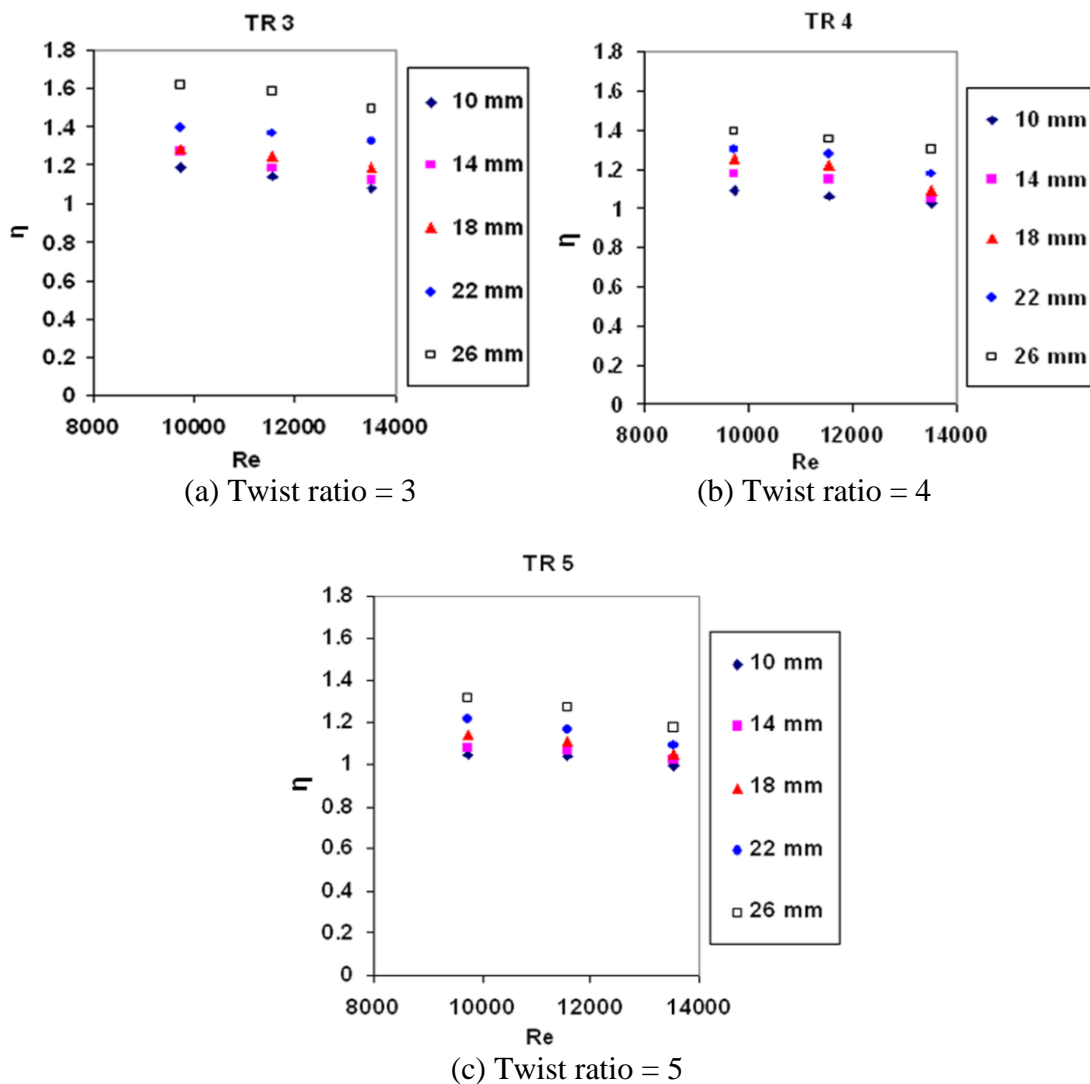 TR 3
1.8
1.6
1.4
1.2
1
0.8
0.6
0.4
0.2
0
η
8000 10000 12000 14000
Re
10 mm
14 mm
18 mm
22 mm
26 mm
(a) Twist ratio = 3
TR 4
1.8
1.6
1.4
1.2
1
0.8
0.6
0.4
0.2
0
η
8000 10000 12000 14000
Re
10 mm
14 mm
18 mm
22 mm
26 mm
(b) Twist ratio = 4
TR 5
1.8
1.6
1.4
1.2
1
0.8
0.6
0.4
0.2
0
η
8000 10000 12000 14000
Re
10 mm
14 mm
18 mm
22 mm
26 mm
(c) Twist ratio = 5